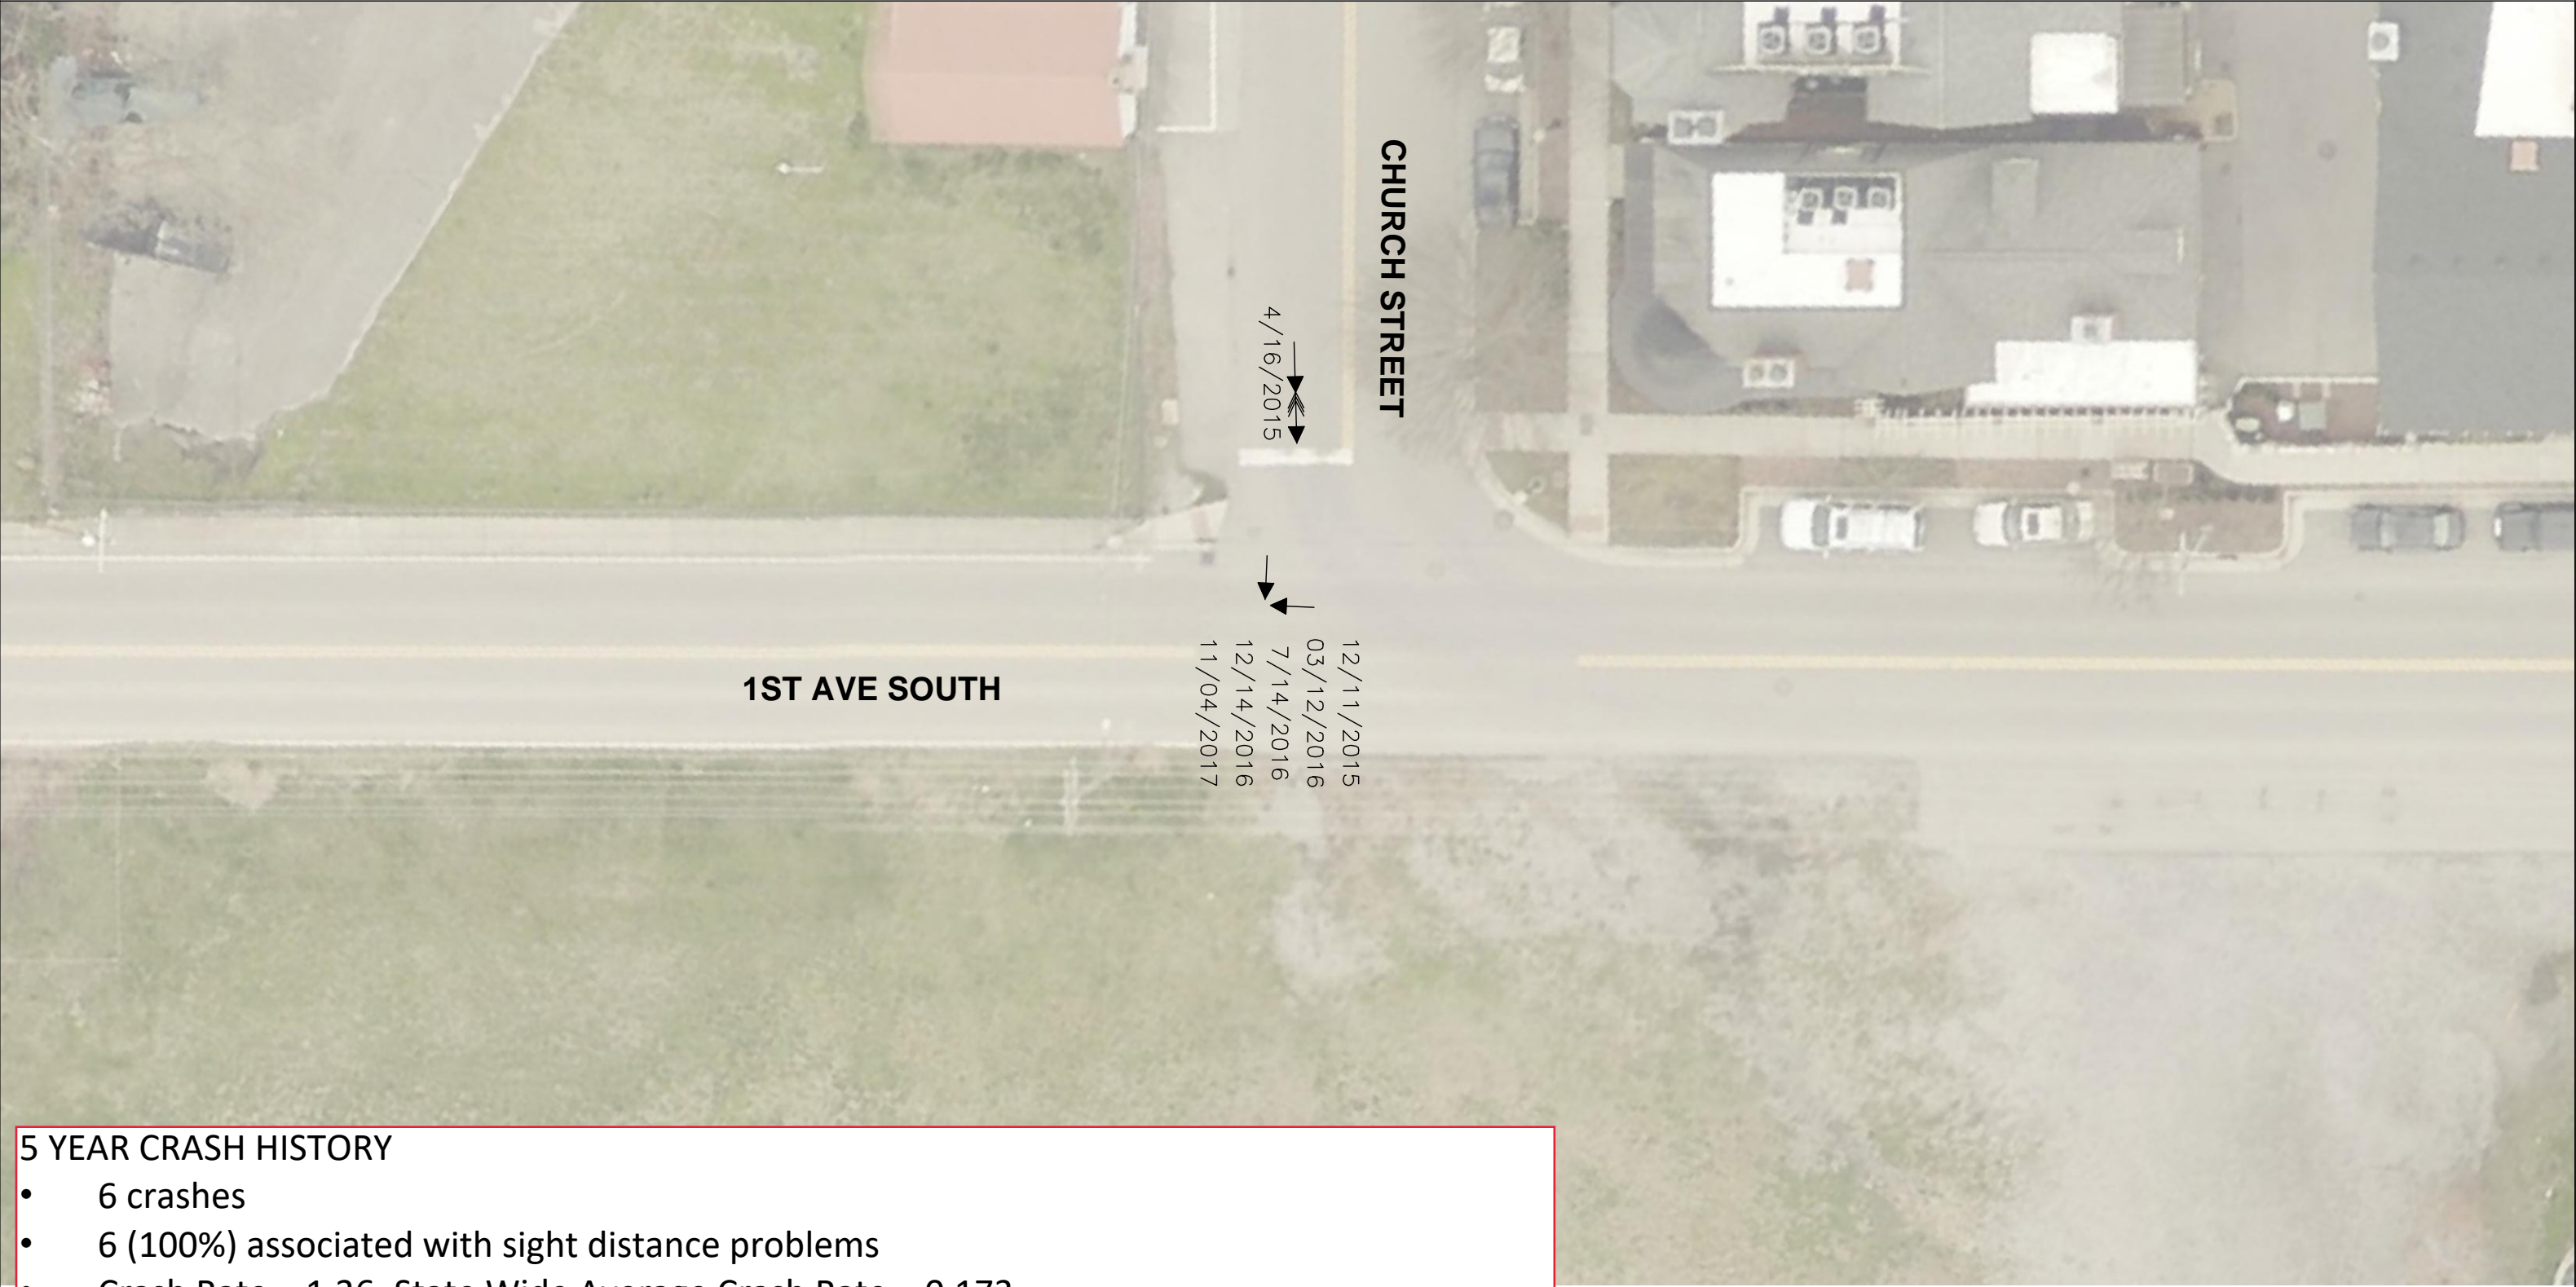 CHURCH STREET
4/16/2015
12/11/2015
03/12/2016
7/14/2016
12/14/2016
11/04/2017
1ST AVE SOUTH
5 YEAR CRASH HISTORY
• 6 crashes
• 6 (100%) associated with sight distance problems